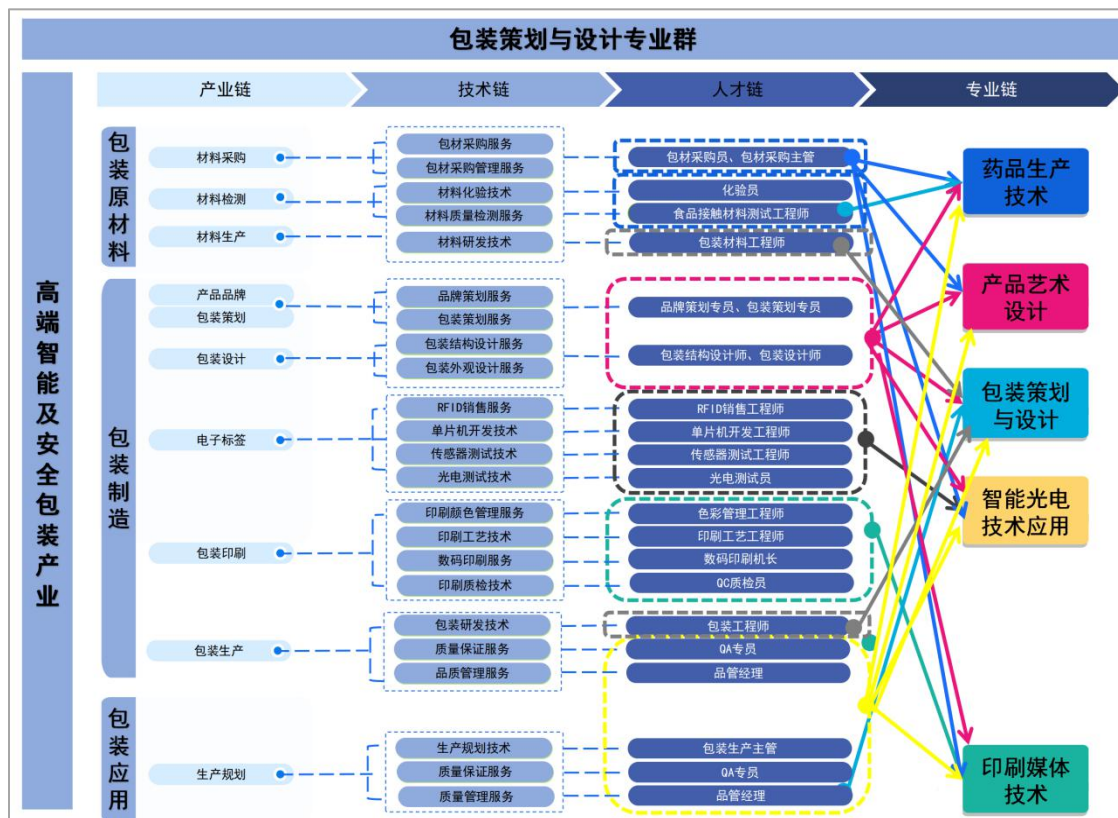 包装策划与设计专业群
产业链
技术链
人才链
专业链
高端智能及安全包装产业
包装原材料
材料采购
材料检测
材料生产
包材采购服务
包材采购管理服务
材料化验技术
材料质量检测服务
材料研发技术
包材采购员、包材采购主管
化验员
食品接触材料测试工程师
包装材料工程师
包装制造
产品品牌
包装策划
包装设计
电子标签
包装印刷
包装生产
品牌策划服务
包装策划服务
包装结构设计服务
包装外观设计服务
RFID销售服务
单片机开发技术
传感器测试技术
光电测试技术
印刷颜色管理服务
印刷工艺技术
数码印刷服务
印刷质检技术
包装研发技术
质量保证服务
品质管理服务
品牌策划专员、包装策划专员
包装结构设计师、包装设计师
RFID销售工程师
单片机开发工程师
传感器测试工程师
光电测试员
色彩管理工程师
印刷工艺工程师
数码印刷机长
QC质检员
包装工程师
QA专员
品管经理
包装应用
生产规划
生产规划技术
质量保证服务
质量管理服务
包装生产主管
QA专员
品管经理
药品生产
技术
产品艺术
设计
包装策划
与设计
智能光电
技术应用
印刷媒体
技术